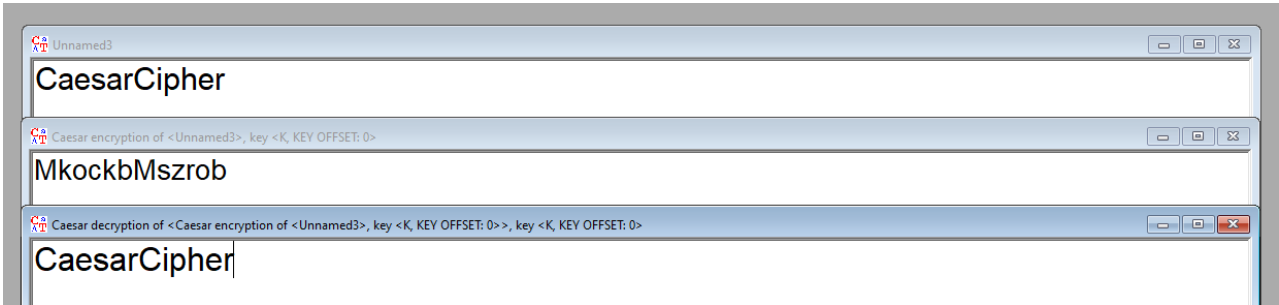 Unnamed3
CaesarCipher
Caesar encryption of <Unnamed3>, key <K, KEY OFFSET: 0>
MkockbMszrob
Caesar decryption of <Caesar encryption of <Unnamed3>, key <K, KEY OFFSET: 0>>, key <K, KEY OFFSET: 0>
CaesarCipher